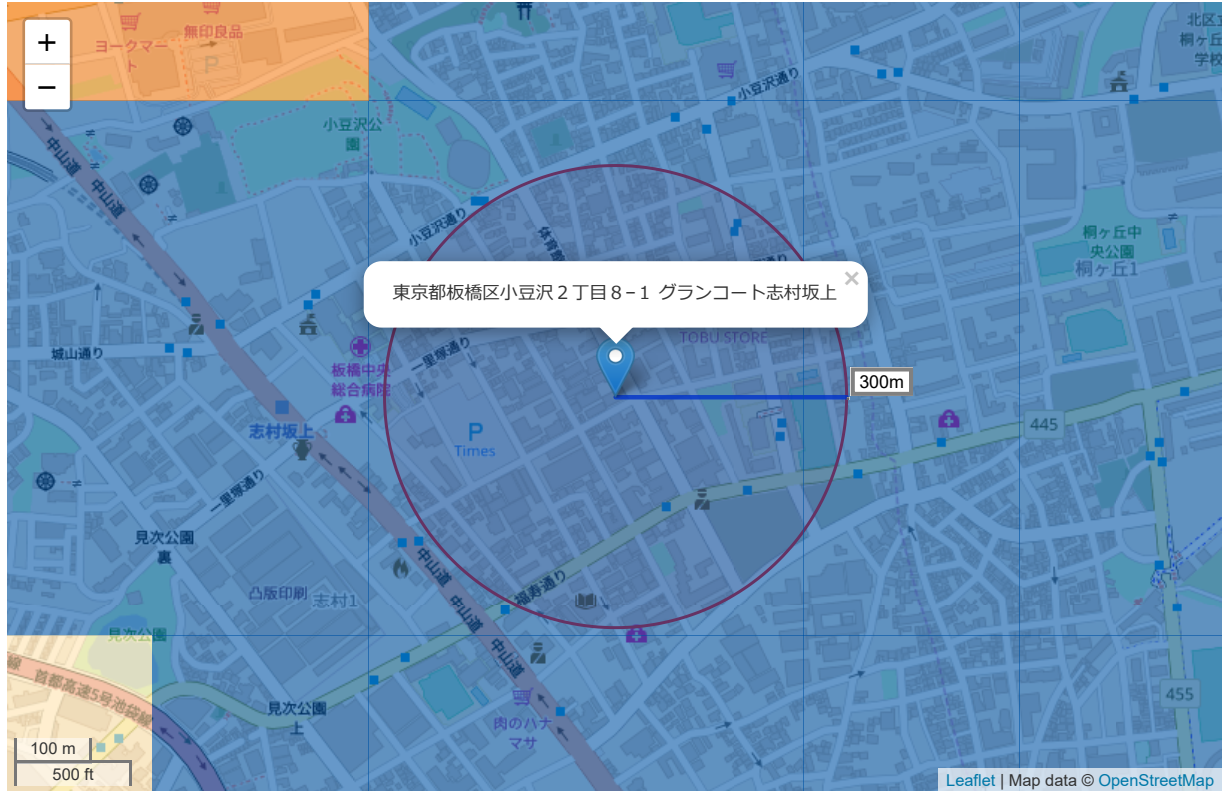 +
−
ヨークマー
ト
無印良品
P
北区立
桐ヶ丘
学校
小豆沢通り
小豆沢公
園
中山道
中山道
小豆沢通り
体育館
桐ヶ丘中
央公園
桐ヶ丘1
東京都板橋区小豆沢２丁目８−１ グランコート志村坂上
×
TOBU STORE
城山通り
一里塚通り
板橋中央
総合病院
300m
志村坂上
P
Times
445
一里塚通り
見次公園
裏
中山道
福寿通り
凸版印刷
志村1
中山道
見次公園
中山道
線
首都高速5号池袋線
455
見次公園
上
肉のハナ
マサ
100 m
500 ft
Leaflet | Map data © OpenStreetMap